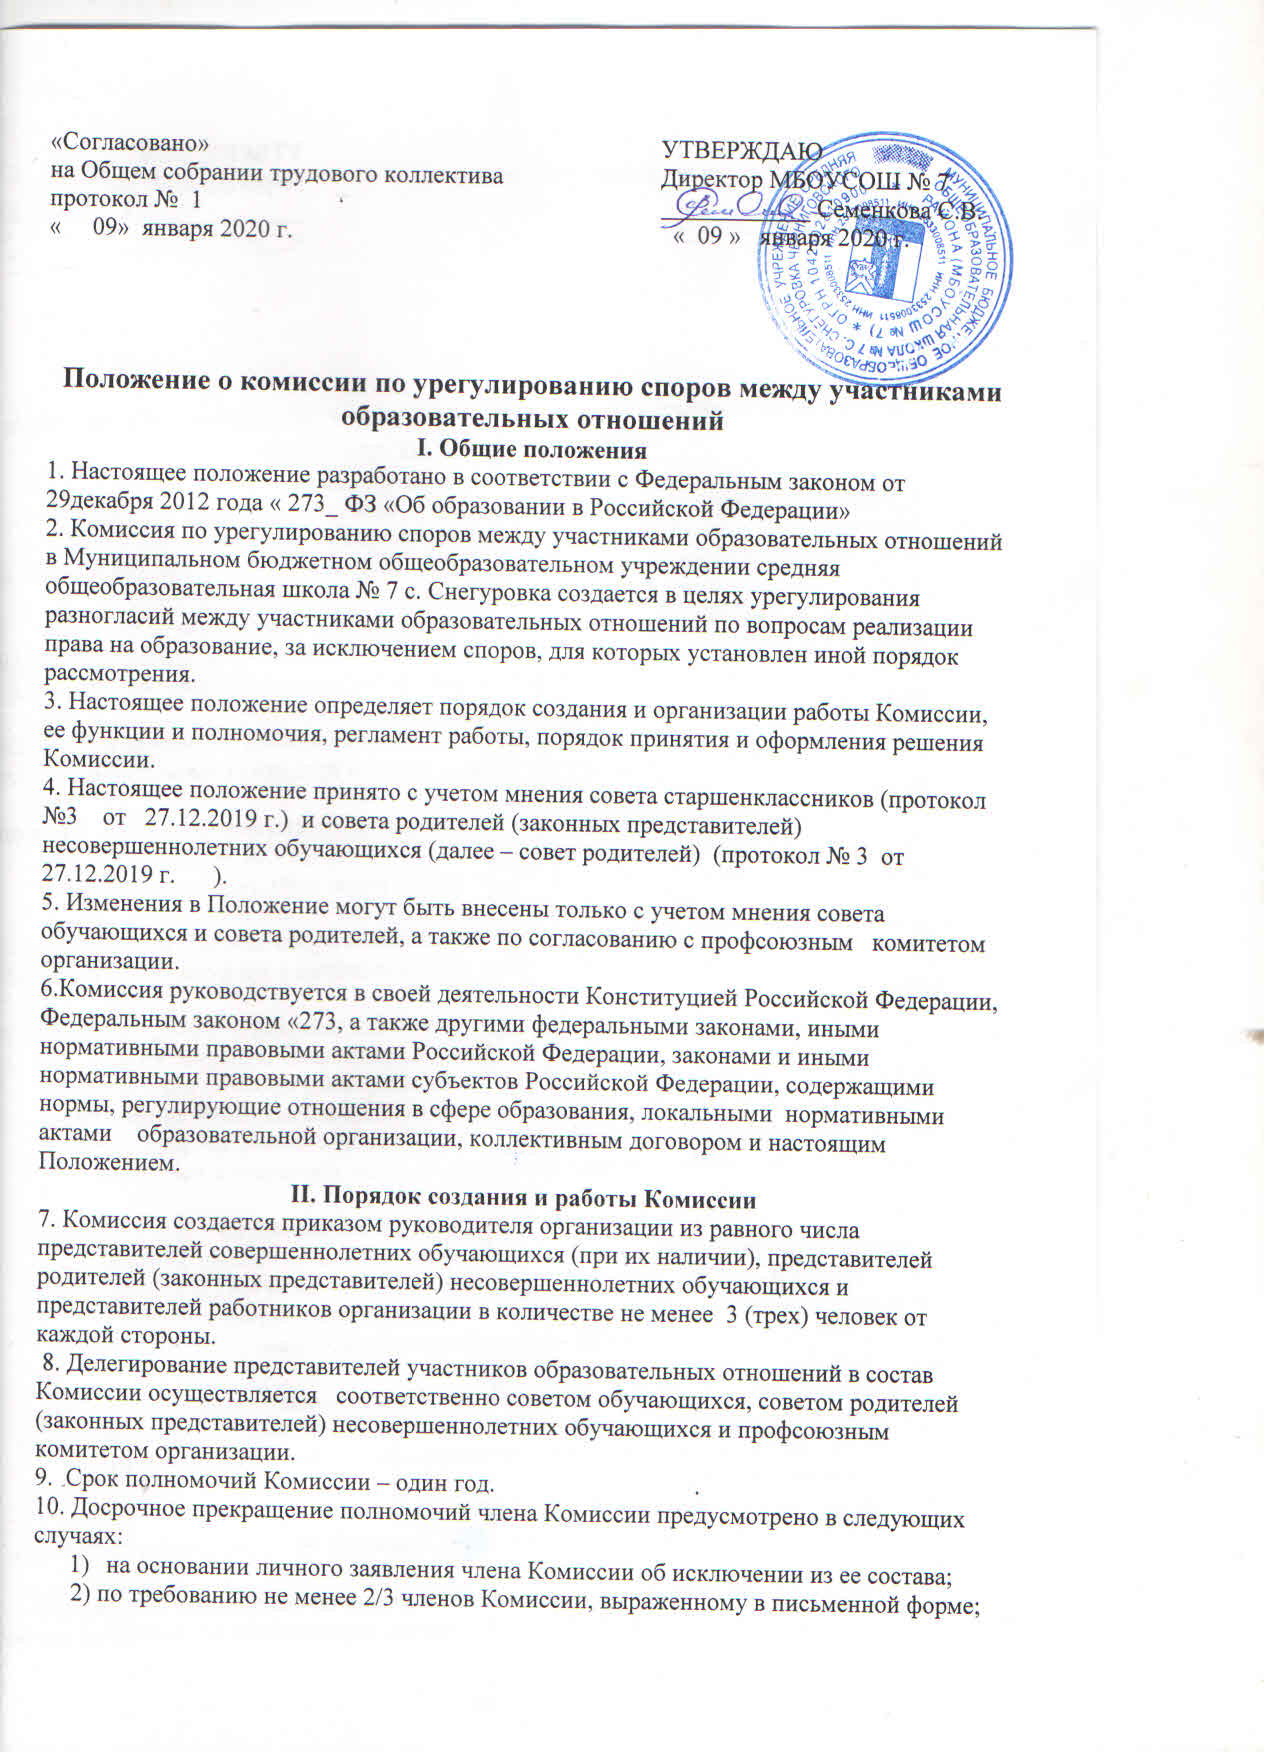 «Согласовано»
на Общем собрании трудового коллектива
протокол № 1
« 09» января 2020 г.
УТВЕРЖДАЮ
Директор МБОУСОШ № 7
Семенкова С.В.
« 09 » января 2020 г.
Положение о комиссии по урегулированию споров между участниками
образовательных отношений
I. Общие положения
1. Настоящее положение разработано в соответствии с Федеральным законом от
29декабря 2012 года « 273_ ФЗ «Об образовании в Российской Федерации»
2. Комиссия по урегулированию споров между участниками образовательных отношений
в Муниципальном бюджетном общеобразовательном учреждении средняя
общеобразовательная школа № 7 с. Снегуровка создается в целях урегулирования
разногласий между участниками образовательных отношений по вопросам реализации
права на образование, за исключением споров, для которых установлен иной порядок
рассмотрения.
3. Настоящее положение определяет порядок создания и организации работы Комиссии,
ее функции и полномочия, регламент работы, порядок принятия и оформления решения
Комиссии.
4. Настоящее положение принято с учетом мнения совета старшенклассников (протокол
№3 от 27.12.2019 г.) и совета родителей (законных представителей)
несовершеннолетних обучающихся (далее – совет родителей) (протокол № 3 от
27.12.2019 г. ).
5. Изменения в Положение могут быть внесены только с учетом мнения совета
обучающихся и совета родителей, а также по согласованию с профсоюзным комитетом
организации.
6.Комиссия руководствуется в своей деятельности Конституцией Российской Федерации,
Федеральным законом «273, а также другими федеральными законами, иными
нормативными правовыми актами Российской Федерации, законами и иными
нормативными правовыми актами субъектов Российской Федерации, содержащими
нормы, регулирующие отношения в сфере образования, локальными нормативными
актами образовательной организации, коллективным договором и настоящим
Положением.
II. Порядок создания и работы Комиссии
7. Комиссия создается приказом руководителя организации из равного числа
представителей совершеннолетних обучающихся (при их наличии), представителей
родителей (законных представителей) несовершеннолетних обучающихся и
представителей работников организации в количестве не менее 3 (трех) человек от
каждой стороны.
8. Делегирование представителей участников образовательных отношений в состав
Комиссии осуществляется соответственно советом обучающихся, советом родителей
(законных представителей) несовершеннолетних обучающихся и профсоюзным
комитетом организации.
9. Срок полномочий Комиссии – один год.
10. Досрочное прекращение полномочий члена Комиссии предусмотрено в следующих
случаях:
1) на основании личного заявления члена Комиссии об исключении из ее состава;
2) по требованию не менее 2/3 членов Комиссии, выраженному в письменной форме;